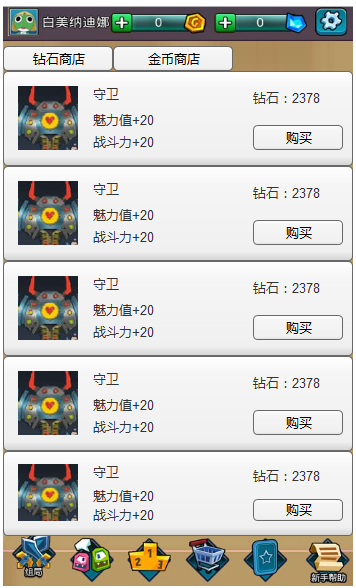 白美纳迪娜 0 0
钻石商店 金币商店
守卫
钻石：2378
魅力值+20
战斗力+20
购买
守卫
钻石：2378
魅力值+20
战斗力+20
购买
守卫
钻石：2378
魅力值+20
战斗力+20
购买
守卫
钻石：2378
魅力值+20
战斗力+20
购买
守卫
钻石：2378
魅力值+20
战斗力+20
购买
组局
2 1 3
新手帮助